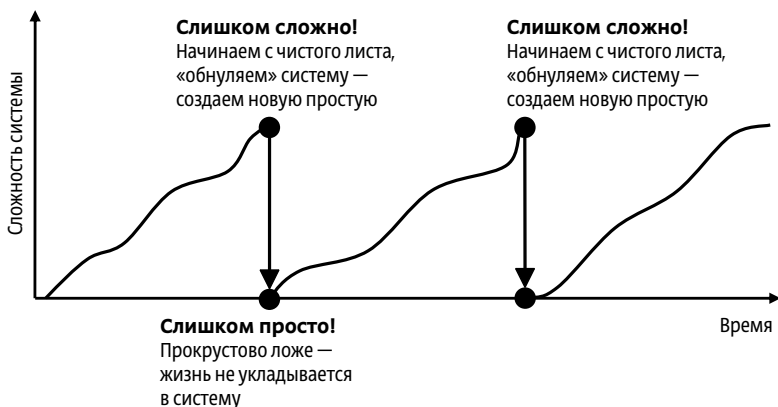 Слишком сложно!
Начинаем с чистого листа,
«обнуляем» систему —
создаем новую простую
Слишком сложно!
Начинаем с чистого листа,
«обнуляем» систему —
создаем новую простую
Сложность системы
Слишком просто!
Прокрустово ложе —
жизнь не укладывается
в систему
Время